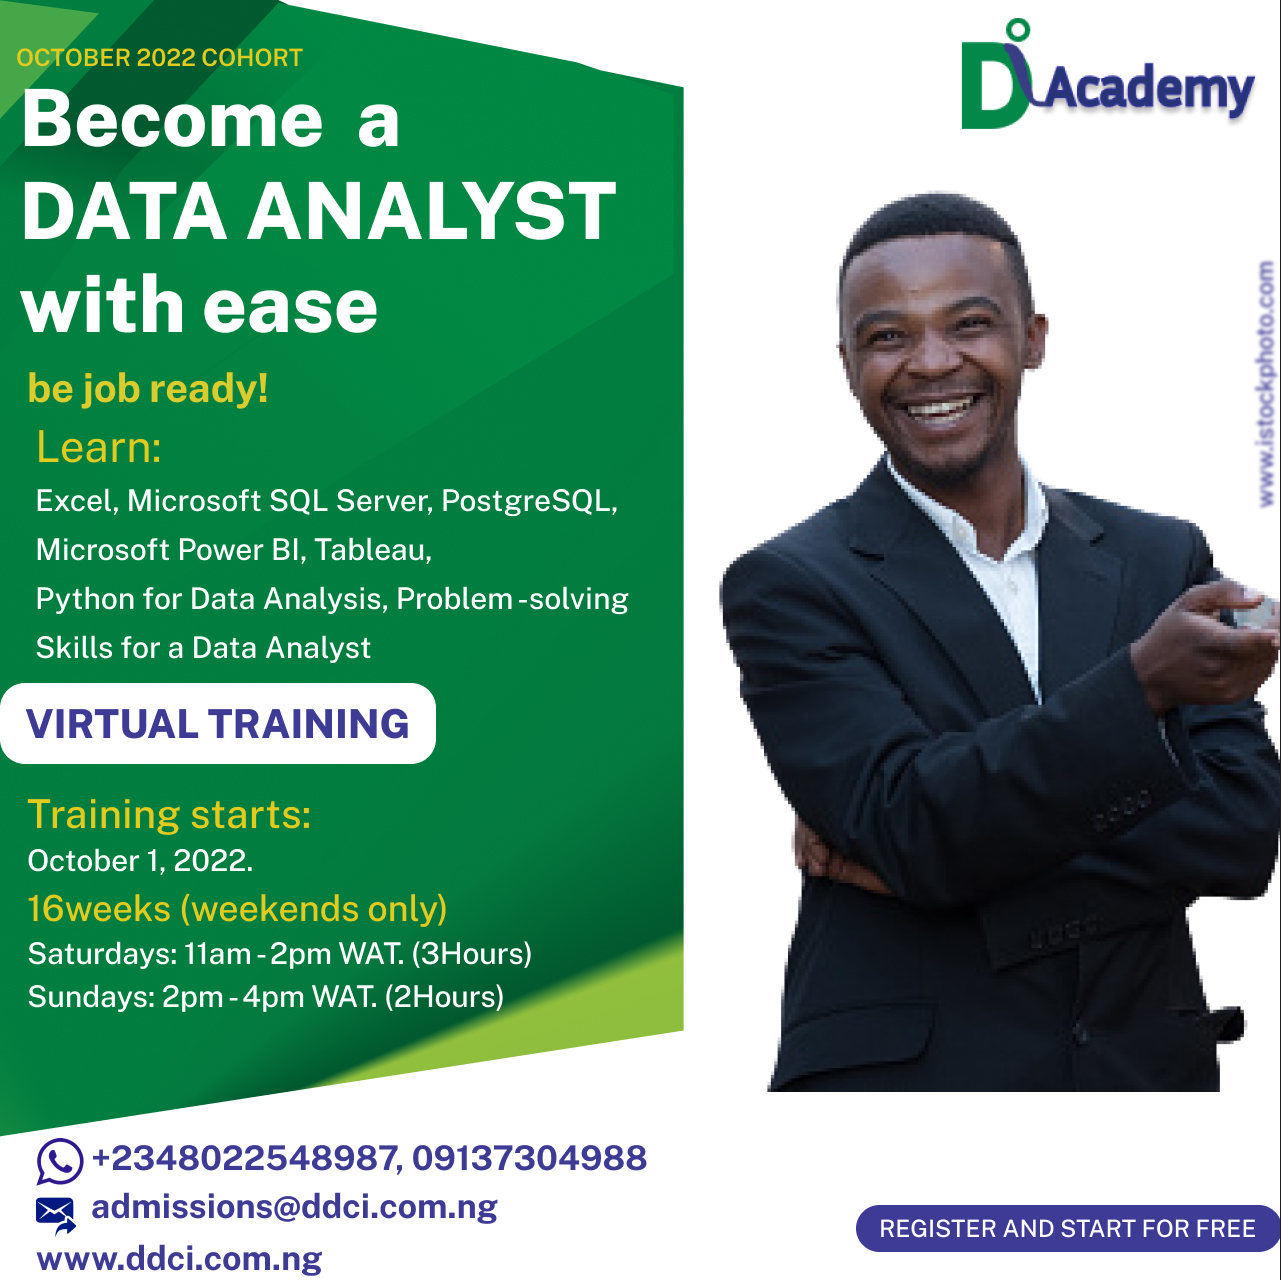 OCTOBER 2022 COHORT
Become a
DATA ANALYST
with ease
be job ready!
Learn:
Excel, Microsoft SQL Server, PostgreSQL,
Microsoft Power BI, Tableau,
Python for Data Analysis, Problem-solving
Skills for a Data Analyst
VIRTUAL TRAINING
Training starts:
October 1, 2022.
16weeks (weekends only)
Saturdays: 11am - 2pm WAT. (3Hours)
Sundays: 2pm - 4pm WAT. (2Hours)
+2348022548987, 09137304988
admissions@ddci.com.ng
www.ddci.com.ng
Di Academy
www.istockphoto.com
REGISTER AND START FOR FREE